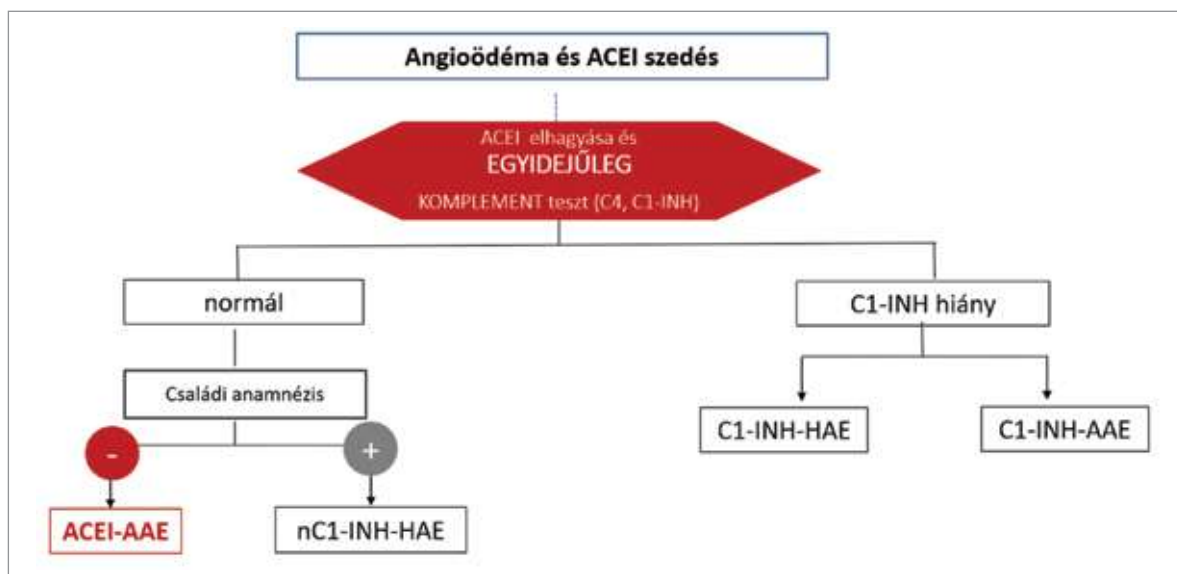 Angioödéma és ACEI szedés
ACEI elhagyása és
EGYIDEJŰLEG
KOMPLEMENT teszt (C4, C1-INH)
normál
C1-INH hiány
Családi anamnézis
C1-INH-HAE
C1-INH-AAE
-
+
ACEI-AAE
nC1-INH-HAE